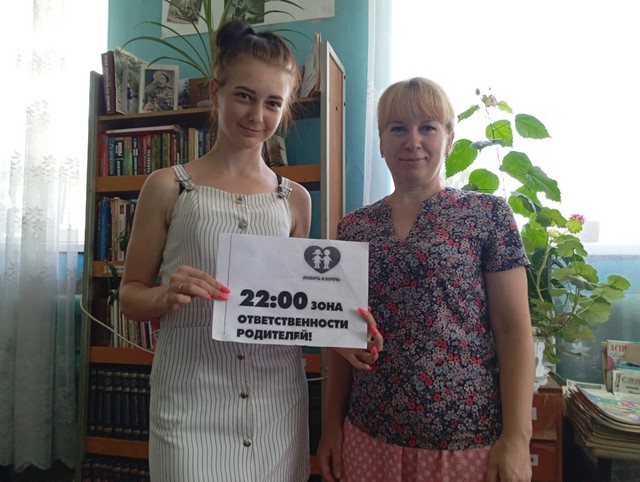 ЛЮБИТЬ И БЕРЕЧЬ
22:00 ЗОНА
ОТВЕТСТВЕННОСТИ
РОДИТЕЛЕЙ!